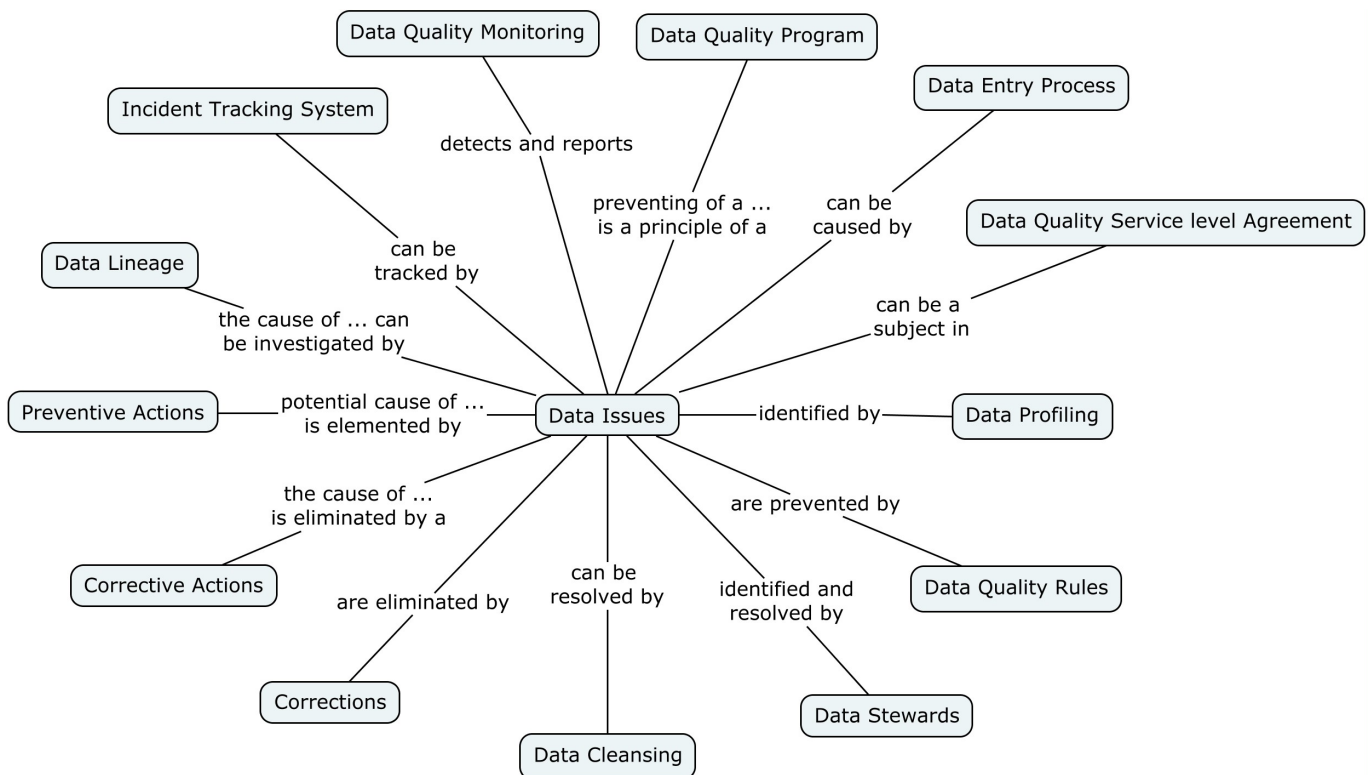 Data Quality Monitoring
Data Quality Program
Data Entry Process
Incident Tracking System
detects and reports
preventing of a ...
is a principle of a
can be
caused by
Data Quality Service level Agreement
can be
tracked by
Data Lineage
the cause of ... can
be investigated by
can be a
subject in
Preventive Actions
potential cause of ...
is elemented by
Data Issues
identified by
Data Profiling
the cause of ...
is eliminated by a
are prevented by
Corrective Actions
are eliminated by
can be
resolved by
identified and
resolved by
Data Quality Rules
Corrections
Data Cleansing
Data Stewards